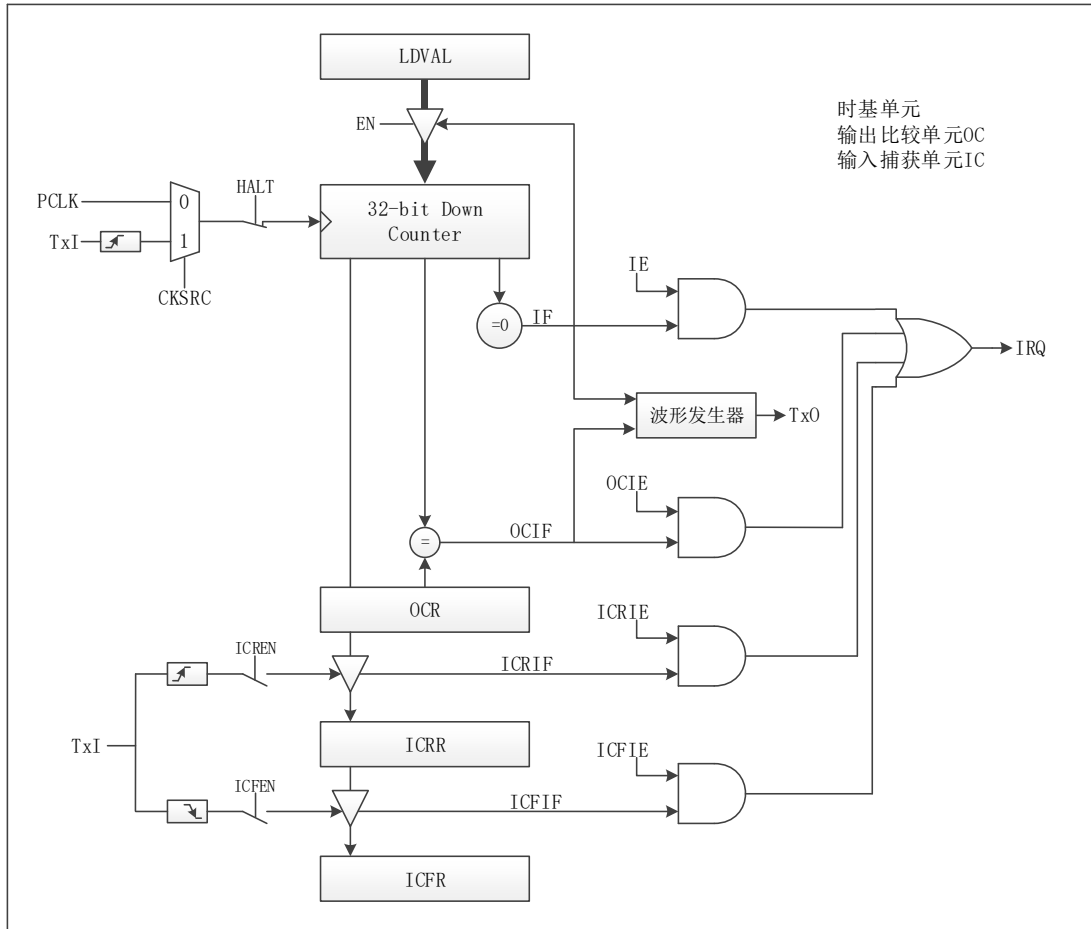 LDVAL
EN
时基单元
输出比较单元OC
输入捕获单元IC
PCLK
0
HALT
32-bit Down
Counter
TxI
1
CKSRC
IE
=0
IF
IRQ
波形发生器
TxO
OCIE
=
OCIF
OCR
ICRIE
ICREN
ICRIF
TxI
ICRR
ICFIE
ICFEN
ICFIF
ICFR